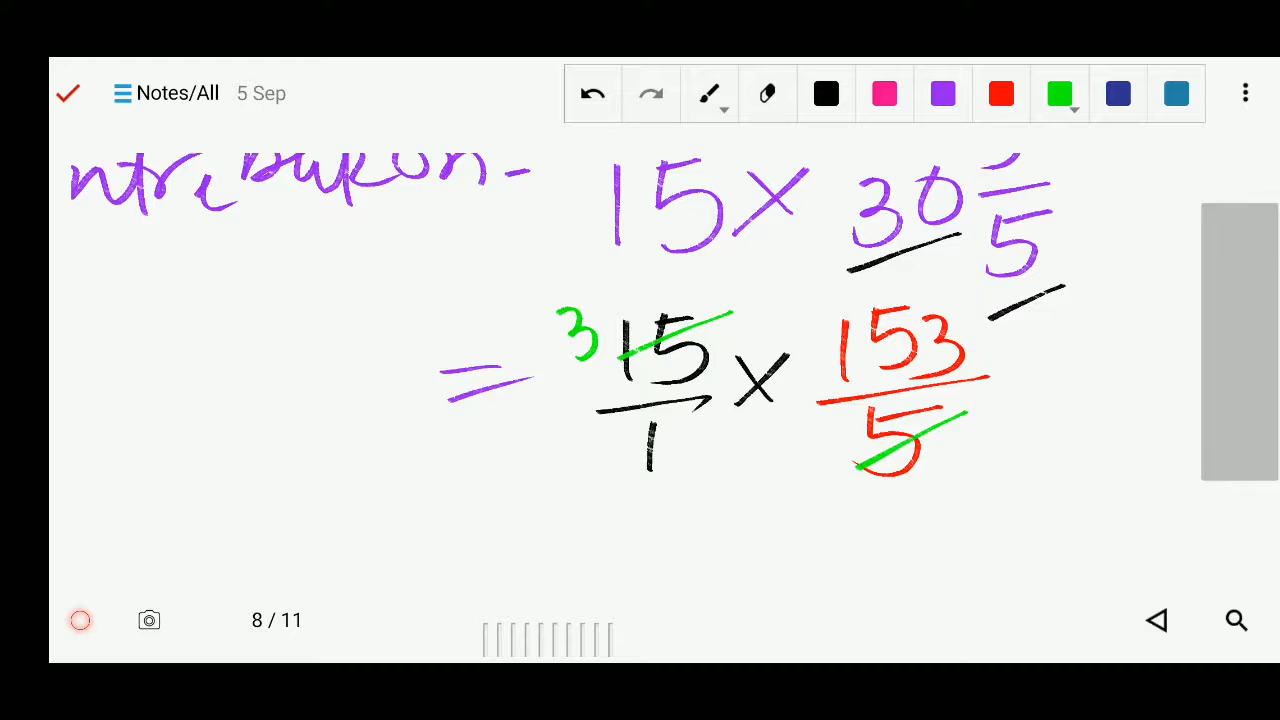 Notes/All 5 Sep
15 × 30 3/5
= 3 15/1 × 153/5
8 / 11